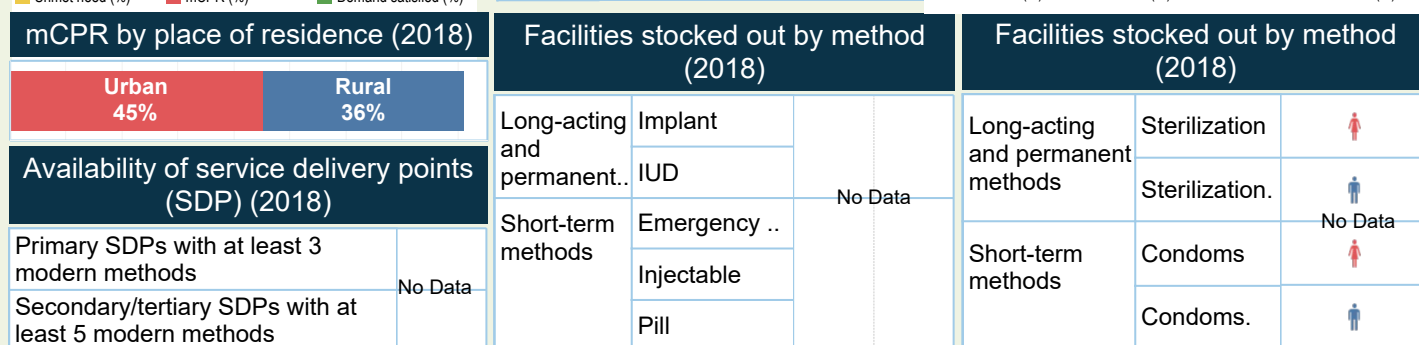 mCPR by place of residence (2018)
Urban
45%
Rural
36%
Availability of service delivery points
(SDP) (2018)
Primary SDPs with at least 3
modern methods
No Data
Secondary/tertiary SDPs with at
least 5 modern methods
Facilities stocked out by method
(2018)
Long-acting
and
permanent..
Implant
IUD
No Data
Short-term
methods
Emergency ..
Injectable
Pill
Facilities stocked out by method
(2018)
Long-acting
and permanent
methods
Sterilization
Sterilization.
No Data
Short-term
methods
Condoms
Condoms.